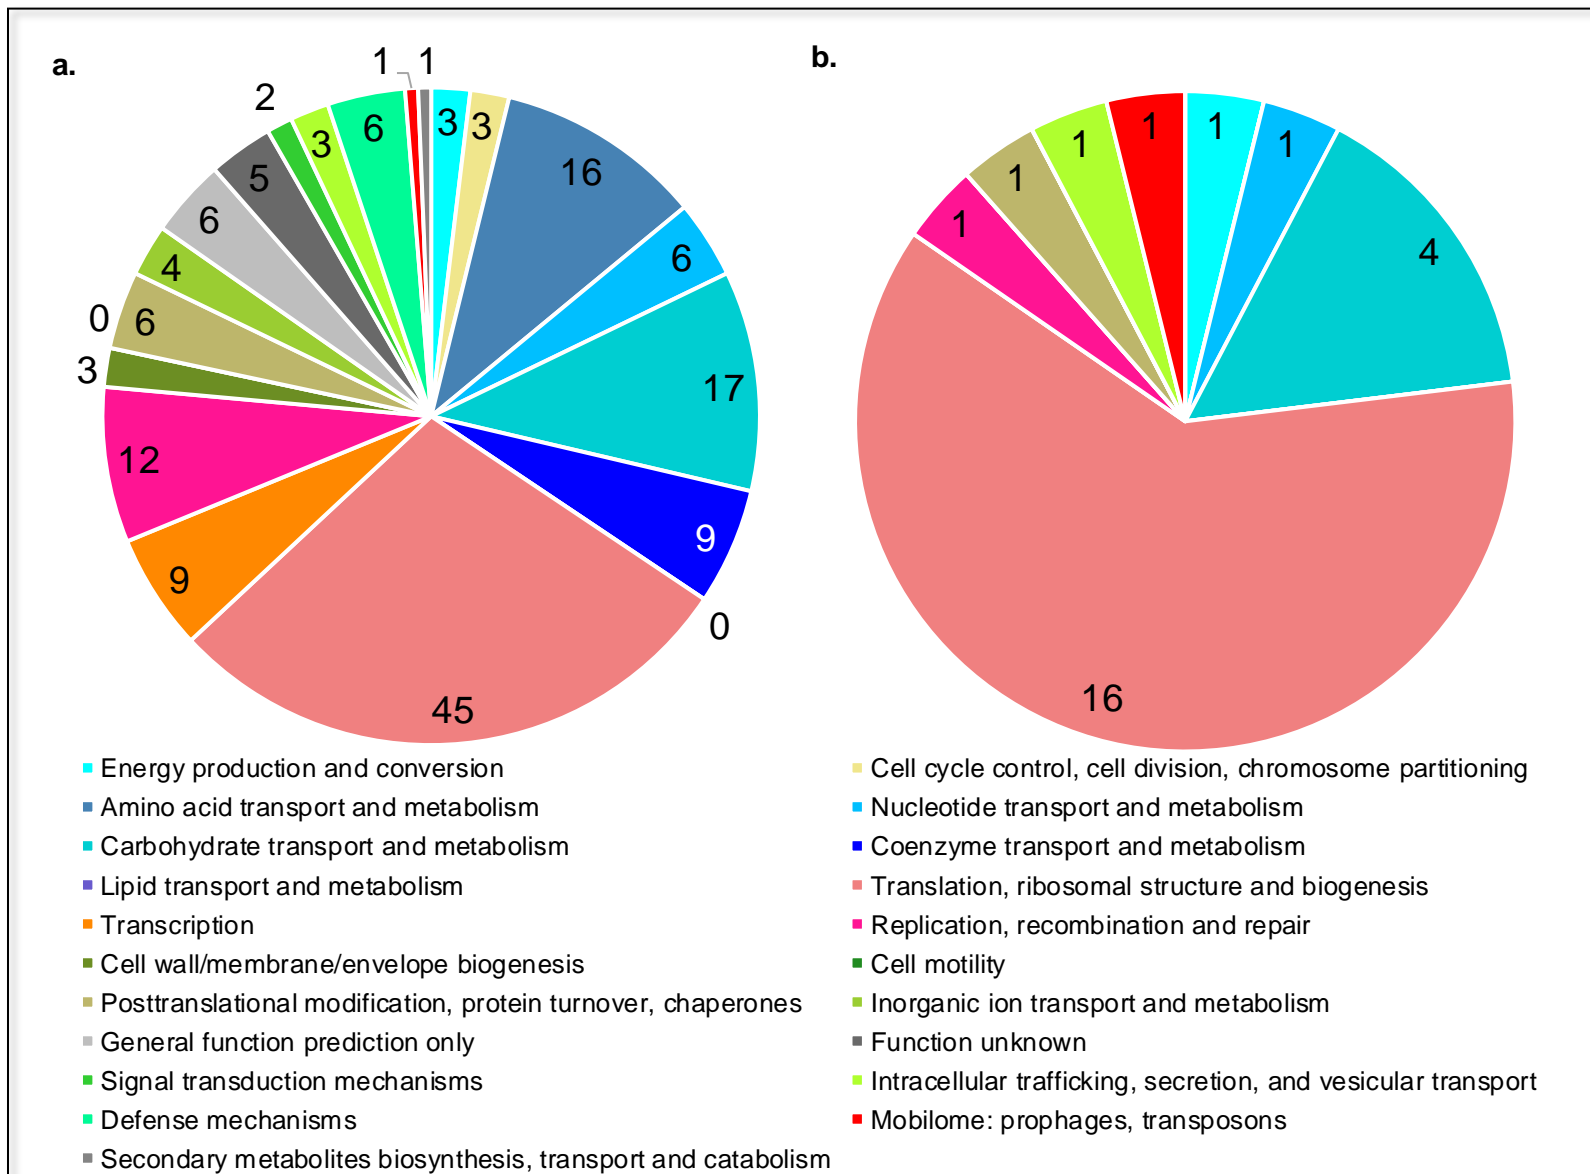 a.
b.
1
1
2
3
3
16
6
17
9
0
45
9
12
3
0
6
4
6
5
3
6
1
1
4
16
1
1
1
1
Energy production and conversion
Cell cycle control, cell division, chromosome partitioning
Amino acid transport and metabolism
Nucleotide transport and metabolism
Carbohydrate transport and metabolism
Coenzyme transport and metabolism
Lipid transport and metabolism
Translation, ribosomal structure and biogenesis
Transcription
Replication, recombination and repair
Cell wall/membrane/envelope biogenesis
Cell motility
Posttranslational modification, protein turnover, chaperones
Inorganic ion transport and metabolism
General function prediction only
Function unknown
Signal transduction mechanisms
Intracellular trafficking, secretion, and vesicular transport
Defense mechanisms
Mobilome: prophages, transposons
Secondary metabolites biosynthesis, transport and catabolism